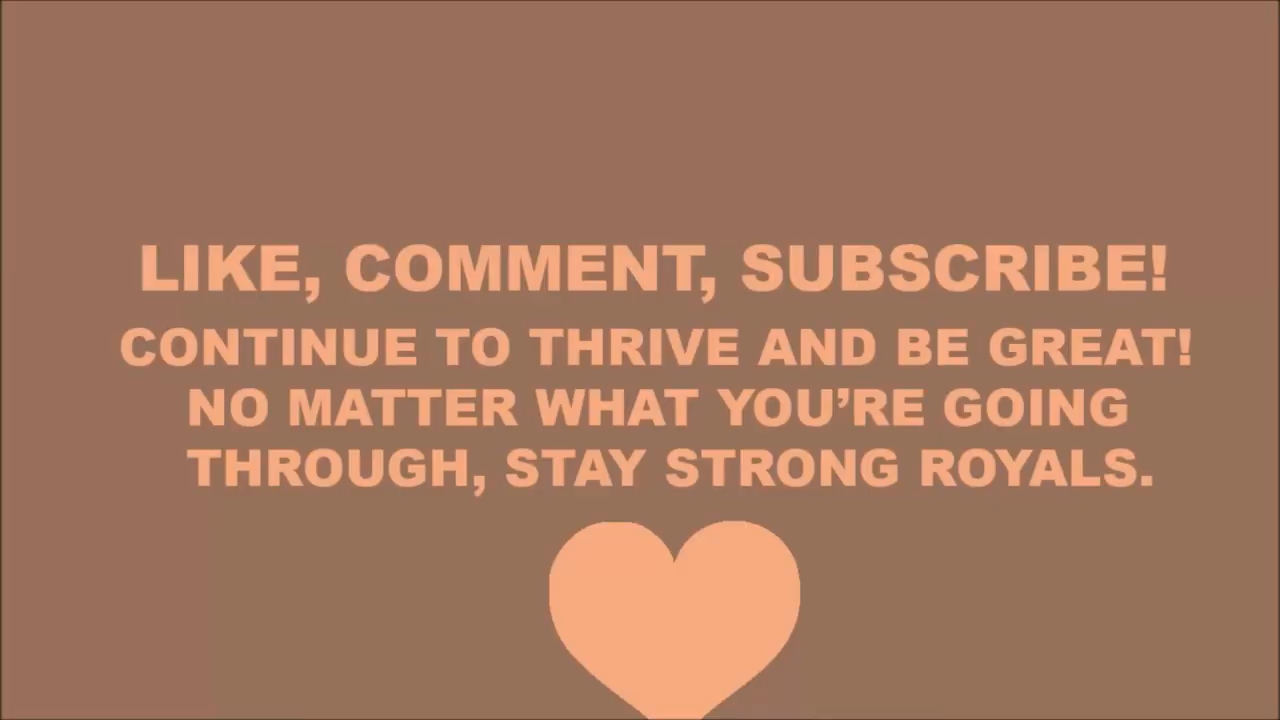 LIKE, COMMENT, SUBSCRIBE!
CONTINUE TO THRIVE AND BE GREAT!
NO MATTER WHAT YOU’RE GOING
THROUGH, STAY STRONG ROYALS.